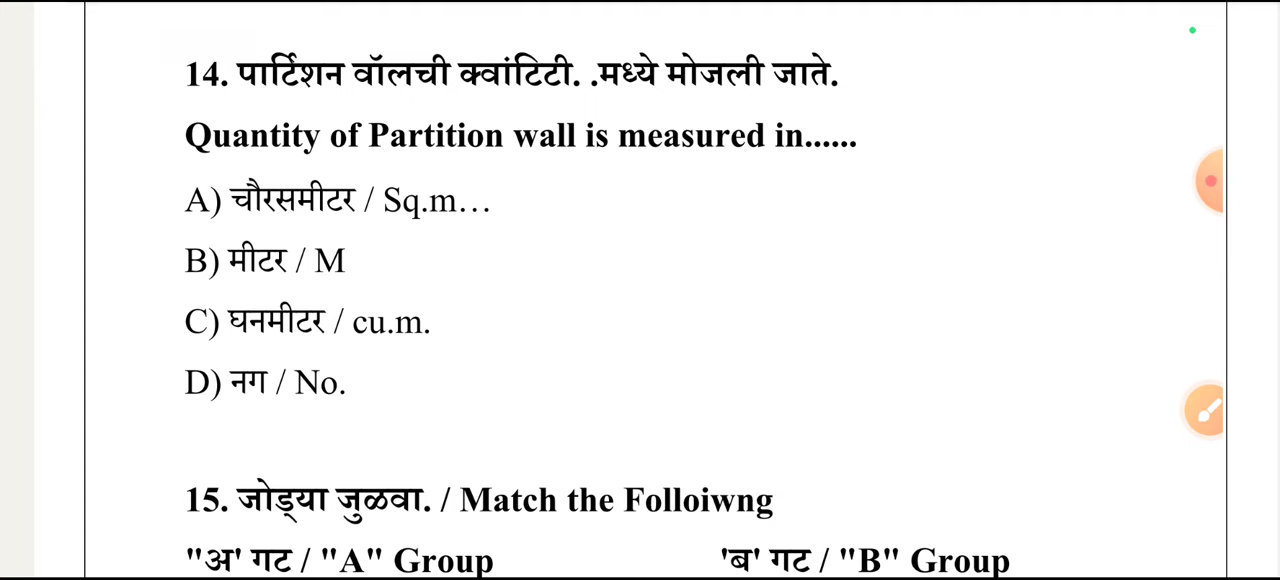 14. पार्टिशन वॉलची क्वांटिटी. .मध्ये मोजली जाते.
Quantity of Partition wall is measured in......
A) चौरसमीटर / Sq.m…
B) मीटर / M
C) घनमीटर / cu.m.
D) नग / No.
15. जोड्या जुळवा. / Match the Folloiwng
"अ' गट / "A" Group 'ब' गट / "B" Group